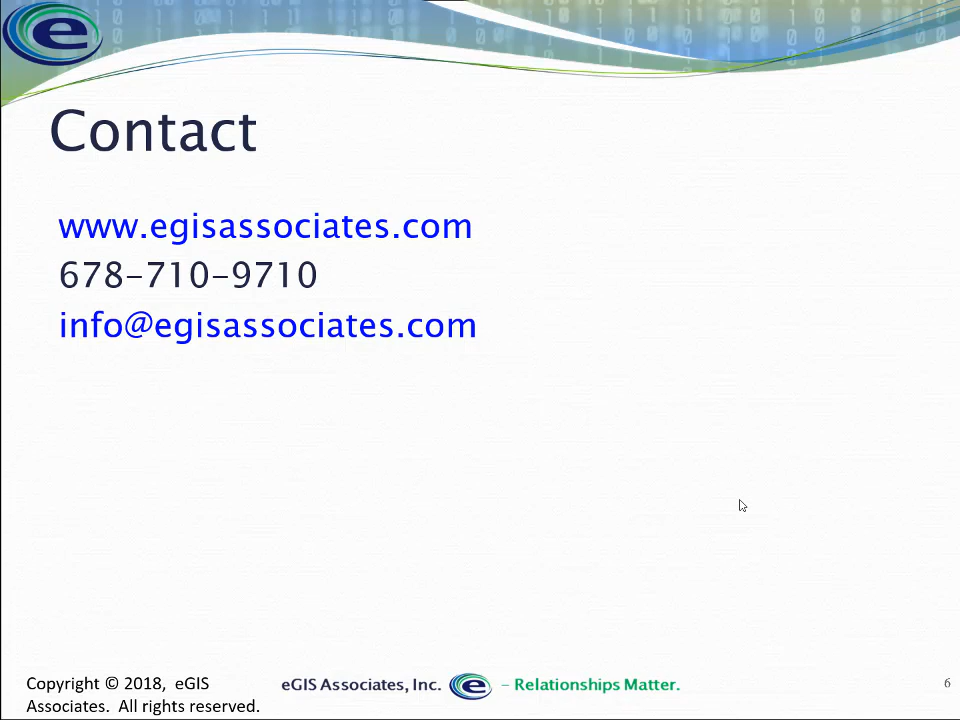 e
Contact
www.egisassociates.com
678-710-9710
info@egisassociates.com
Copyright © 2018,  eGIS
Associates.  All rights reserved.
eGIS Associates, Inc. e – Relationships Matter.
6